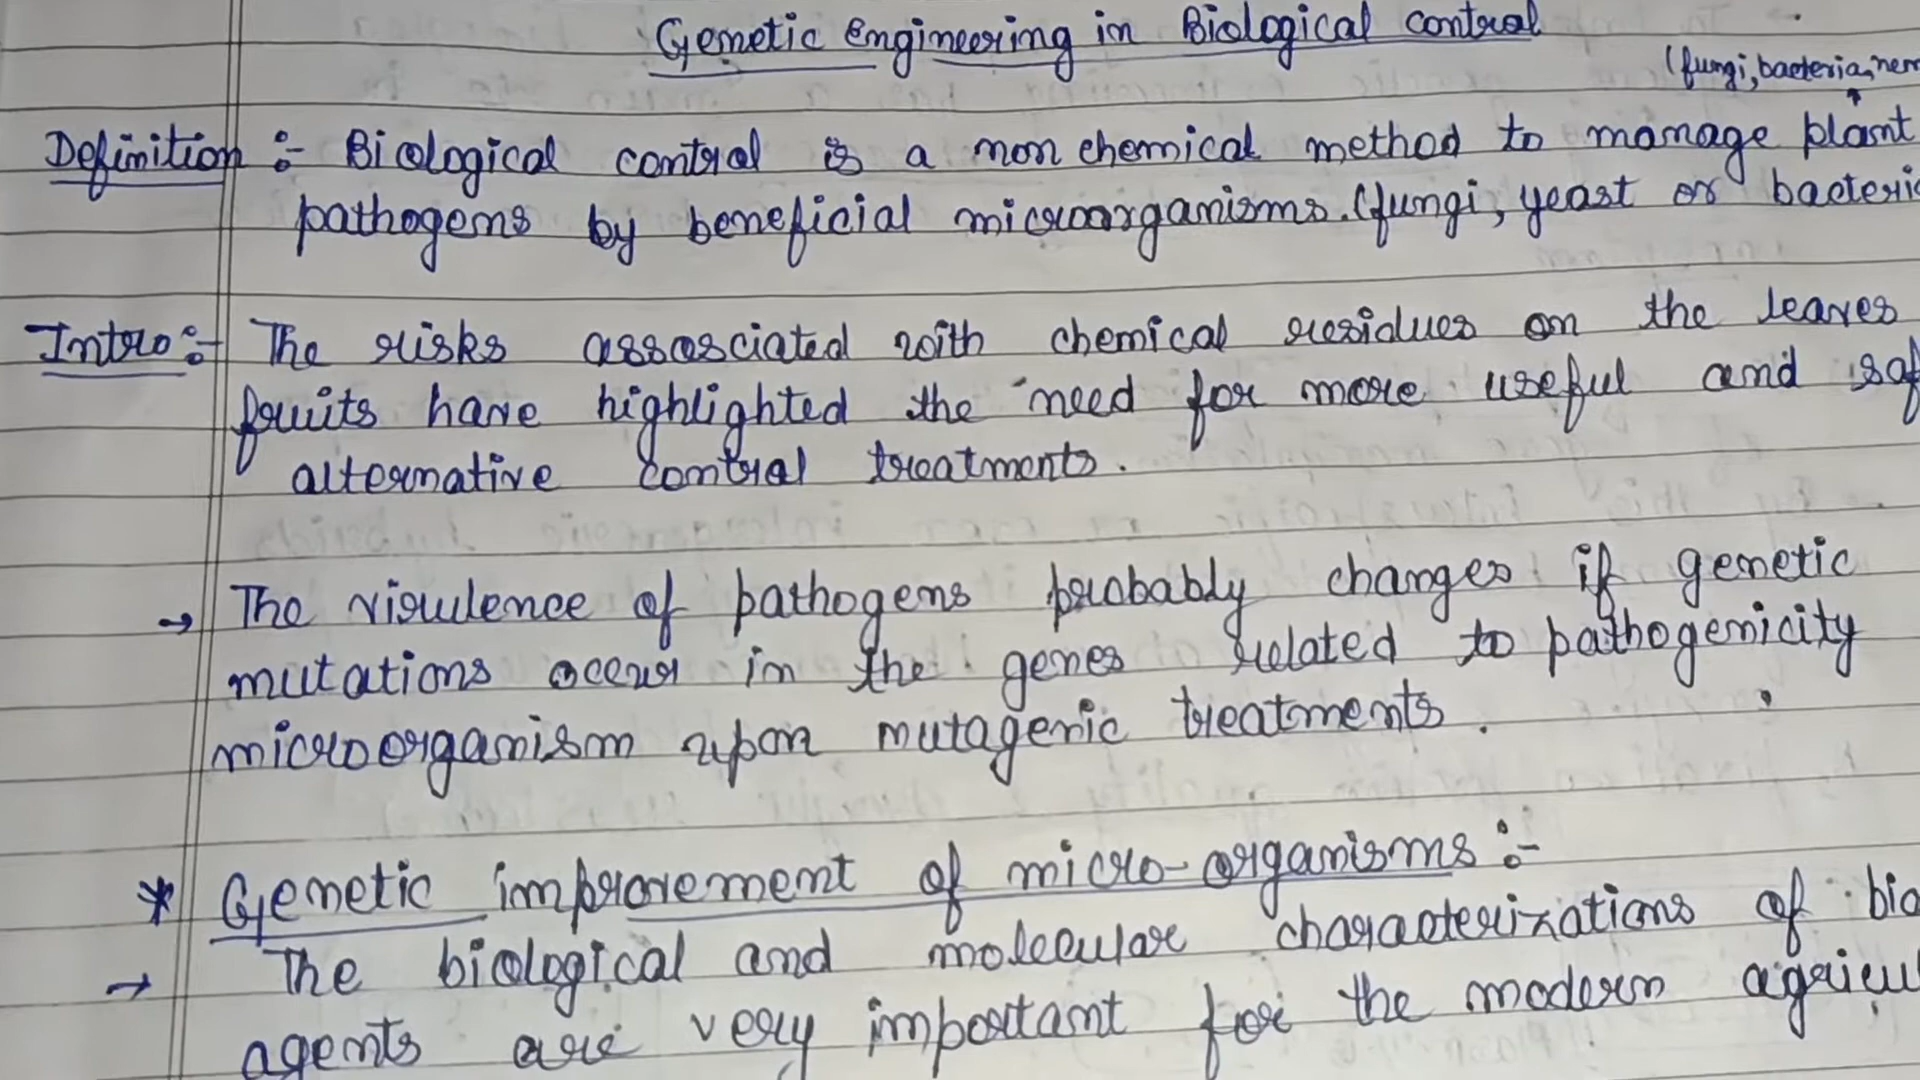 Genetic Engineering in Biological control
(fungi, bacteria, nem
Definition :- Biological control is a non chemical method to manage plant
pathogens by beneficial microorganisms. (fungi, yeast or bacteria
Intro :- The risks assosciated with chemical residues on the leaves
fruits have highlighted the need for more useful and saf
alternative control treatments.
→ The virulence of pathogens probably changes if genetic
mutations occur in the genes related to pathogenicity
microorganism upon mutagenic treatments.
* Genetic improvement of micro-organisms :-
→ The biological and molecular characterizations of bio
agents are very important for the modern agricul